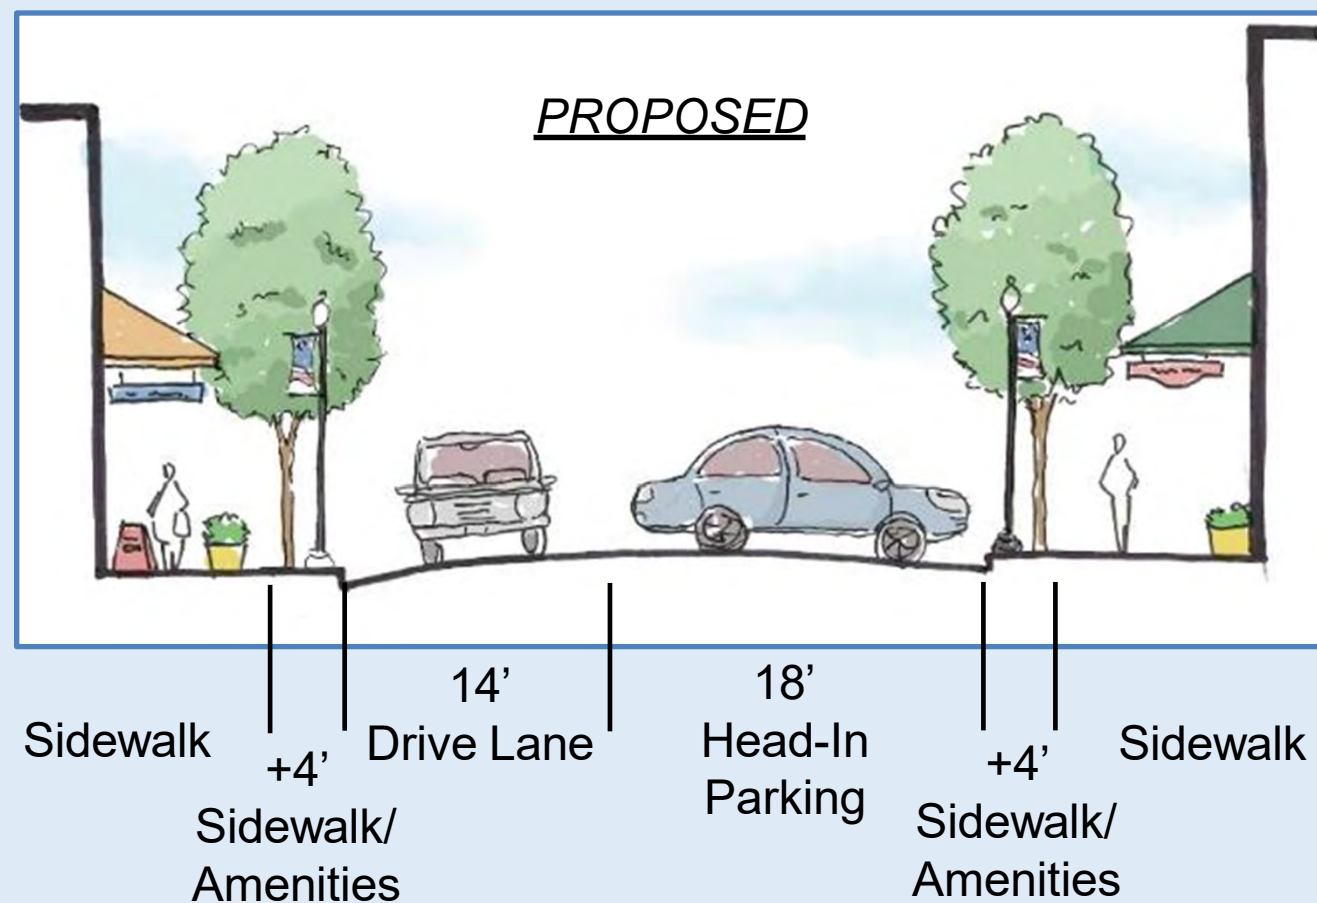 PROPOSED
14’
Drive Lane
18’
Head-In
Parking
Sidewalk
+4’
Sidewalk/
Amenities
+4’
Sidewalk/
Amenities
Sidewalk